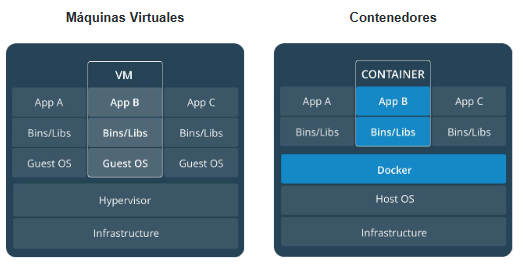 Máquinas Virtuales
VM
App A App B App C
Bins/Libs Bins/Libs Bins/Libs
Guest OS Guest OS Guest OS
Hypervisor
Infrastructure
Contenedores
CONTAINER
App A App B App C
Bins/Libs Bins/Libs Bins/Libs
Docker
Host OS
Infrastructure